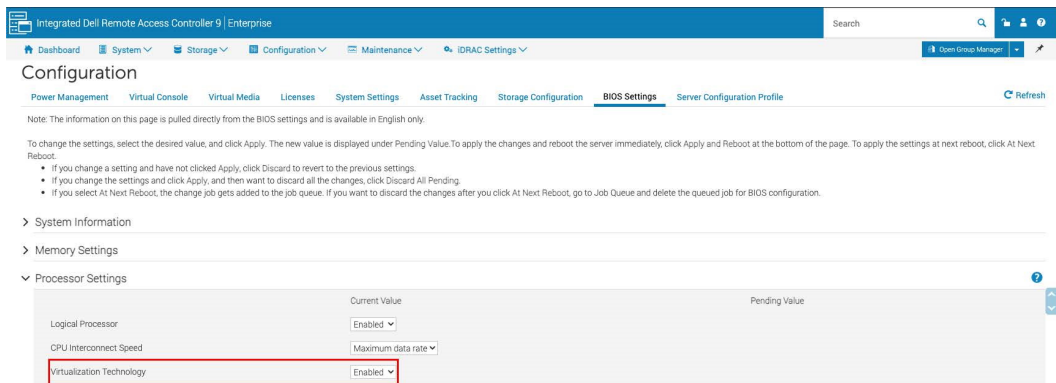 Integrated Dell Remote Access Controller 9 | Enterprise
Search
Dashboard System Storage Configuration Maintenance iDRAC Settings Open Group Manager
Configuration
Power Management Virtual Console Virtual Media Licenses System Settings Asset Tracking Storage Configuration BIOS Settings Server Configuration Profile Refresh
Note: The information on this page is pulled directly from the BIOS settings and is available in English only.
To change the settings, select the desired value, and click Apply. The new value is displayed under Pending Value.To apply the changes and reboot the server immediately, click Apply and Reboot at the bottom of the page. To apply the settings at next reboot, click At Next
Reboot.
• If you change a setting and have not clicked Apply, click Discard to revert to the previous settings.
• If you change the settings and click Apply, and then want to discard all the changes, click Discard All Pending.
• If you select At Next Reboot, the change job gets added to the job queue. If you want to discard the changes after you click At Next Reboot, go to Job Queue and delete the queued job for BIOS configuration.
System Information
Memory Settings
Processor Settings
Current Value Pending Value
Logical Processor Enabled
CPU Interconnect Speed Maximum data rate
Virtualization Technology Enabled